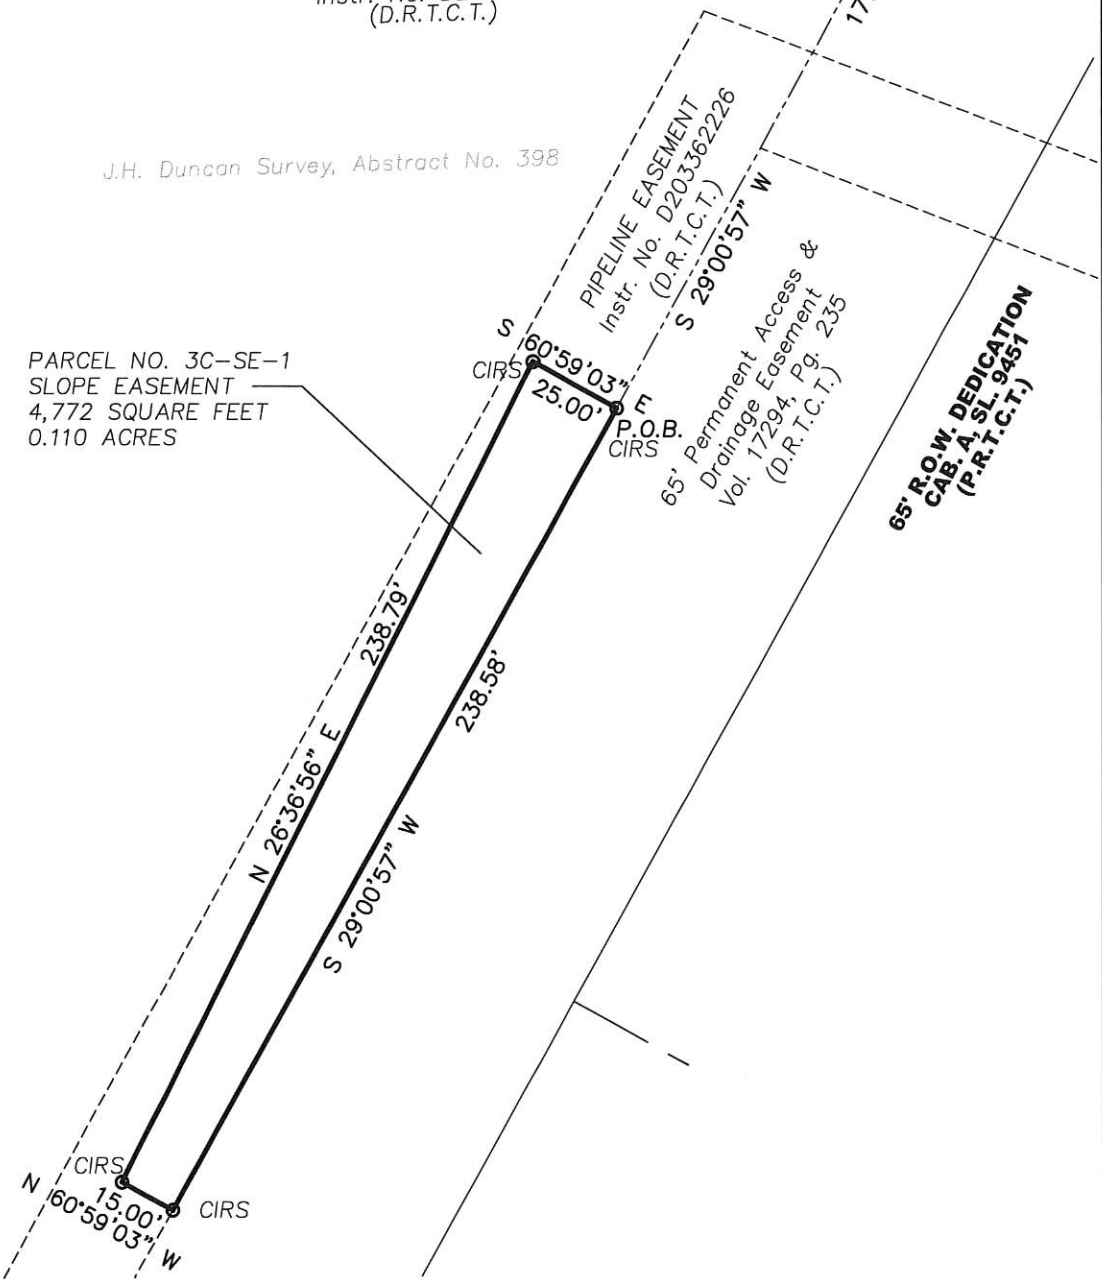 (D.R.T.C.T.)
17
J.H. Duncan Survey, Abstract No. 398
PIPELINE EASEMENT
Instr. No. D203362226
(D.R.T.C.T.)
S 29°00'57" W
65' Permanent Access &
Drainage Easement
Vol. 17294, Pg. 235
(D.R.T.C.T.)
65' R.O.W. DEDICATION
CAB. A, SL. 9451
(P.R.T.C.T.)
PARCEL NO. 3C-SE-1
SLOPE EASEMENT
4,772 SQUARE FEET
0.110 ACRES
S 60°59'03" E
25.00'
CIRS
P.O.B.
CIRS
238.79'
N 26°36'56" E
238.58'
S 29°00'57" W
CIRS
15.00'
N 60°59'03" W
CIRS